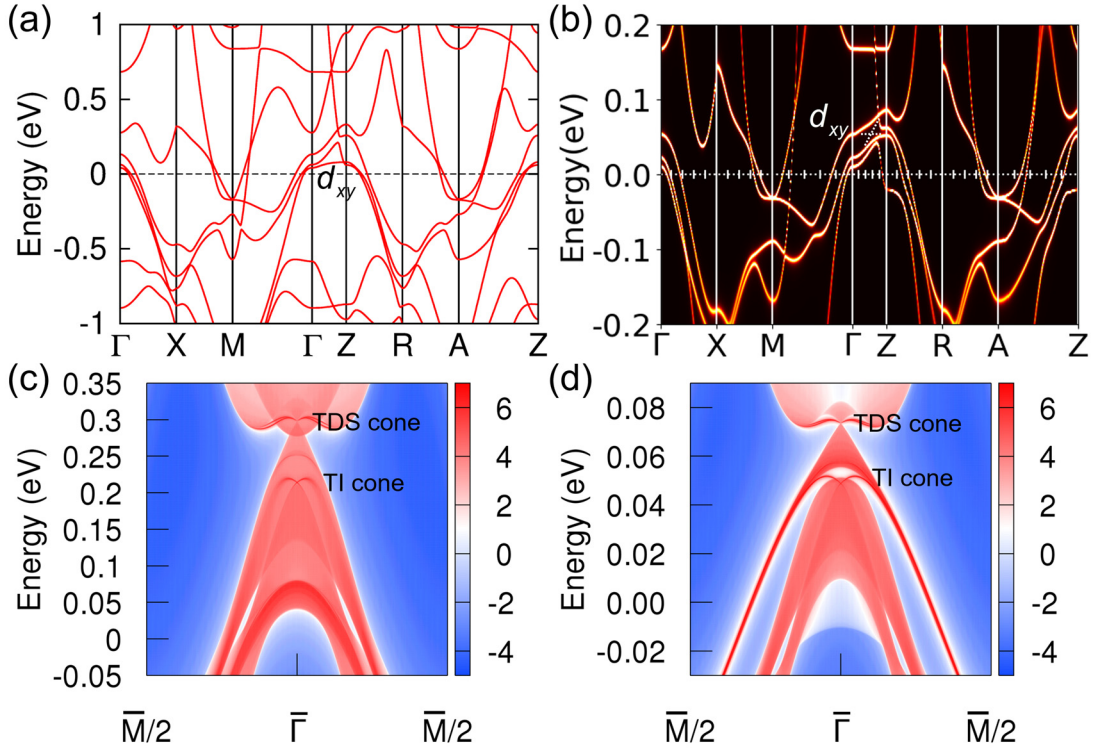 (a)
1
0.5
0
-0.5
-1
Energy (eV)
d_xy
Γ X M Γ Z R A Z
(b)
0.2
0.1
0.0
-0.1
-0.2
Energy(eV)
d_xy
Γ X M Γ Z R A Z
(c)
0.35
0.3
0.25
0.2
0.15
0.1
0.05
0
-0.05
Energy (eV)
TDS cone
TI cone
6
4
2
0
-2
-4
M̅/2 Γ̅ M̅/2
(d)
0.08
0.06
0.04
0.02
0.00
-0.02
Energy (eV)
TDS cone
TI cone
6
4
2
0
-2
-4
M̅/2 Γ̅ M̅/2